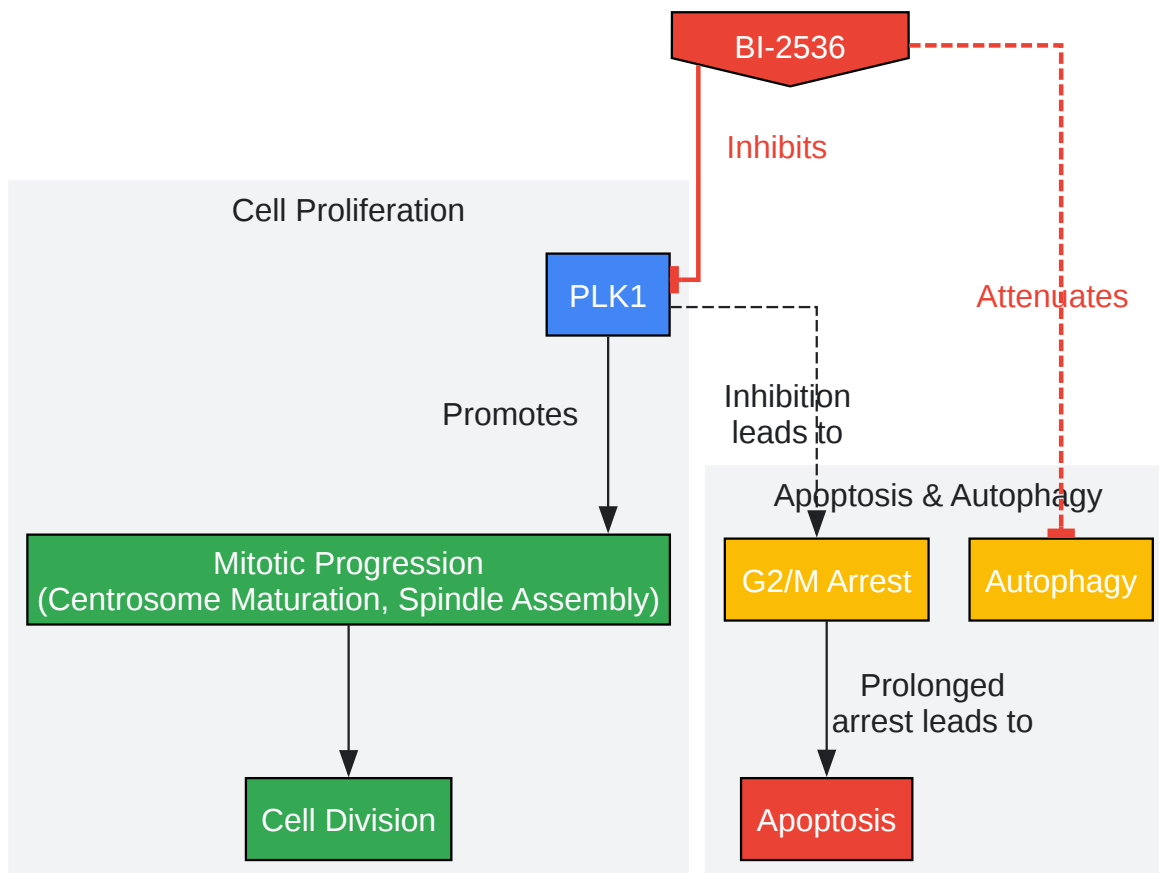 BI-2536
Inhibits
Cell Proliferation
PLK1
Attenuates
Promotes
Inhibition
leads to
Apoptosis & Autophagy
Mitotic Progression
(Centrosome Maturation, Spindle Assembly)
G2/M Arrest
Autophagy
Prolonged
arrest leads to
Cell Division
Apoptosis